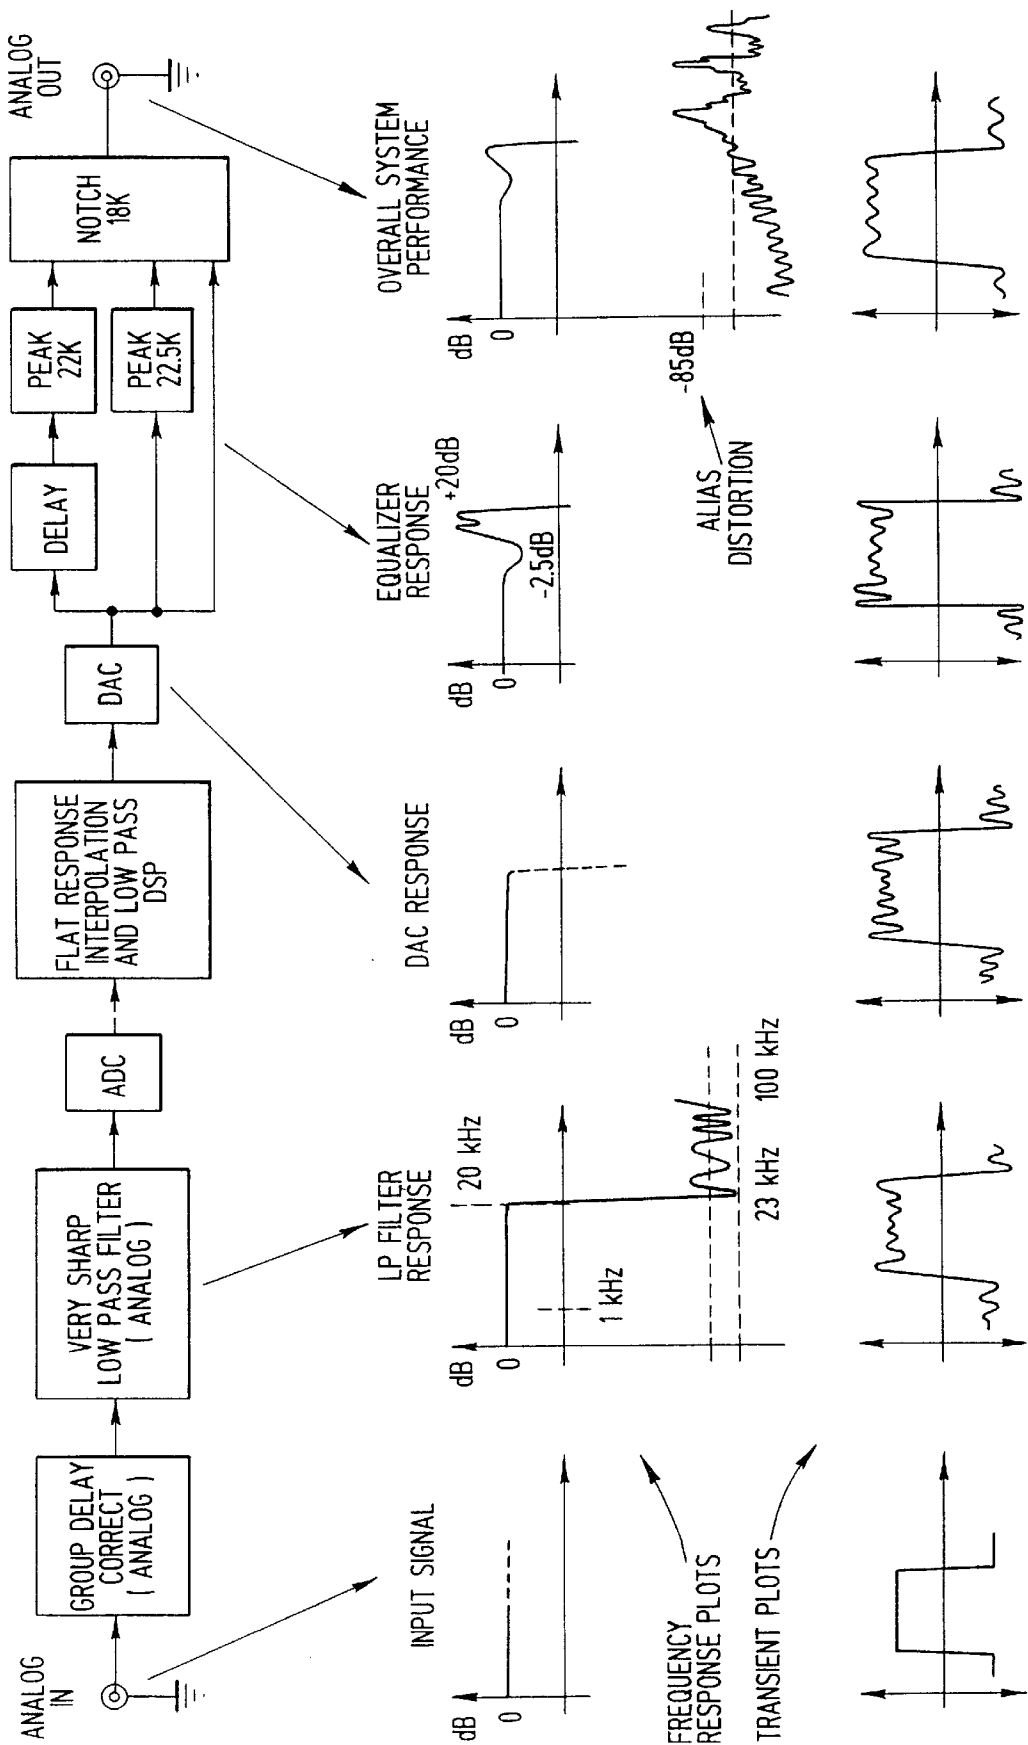 ANALOG
IN
GROUP DELAY
CORRECT
( ANALOG )
VERY SHARP
LOW PASS FILTER
( ANALOG )
ADC
FLAT RESPONSE
INTERPOLATION
AND LOW PASS
DSP
DAC
DELAY
PEAK
22K
PEAK
22.5K
NOTCH
18K
ANALOG
OUT
INPUT SIGNAL
LP FILTER
RESPONSE
DAC RESPONSE
EQUALIZER
RESPONSE
OVERALL SYSTEM
PERFORMANCE
dB
0
dB
0
20 kHz
1 kHz
23 kHz
100 kHz
dB
0
dB
0
+20dB
-2.5dB
dB
0
-85dB
ALIAS
DISTORTION
FREQUENCY
RESPONSE PLOTS
TRANSIENT PLOTS